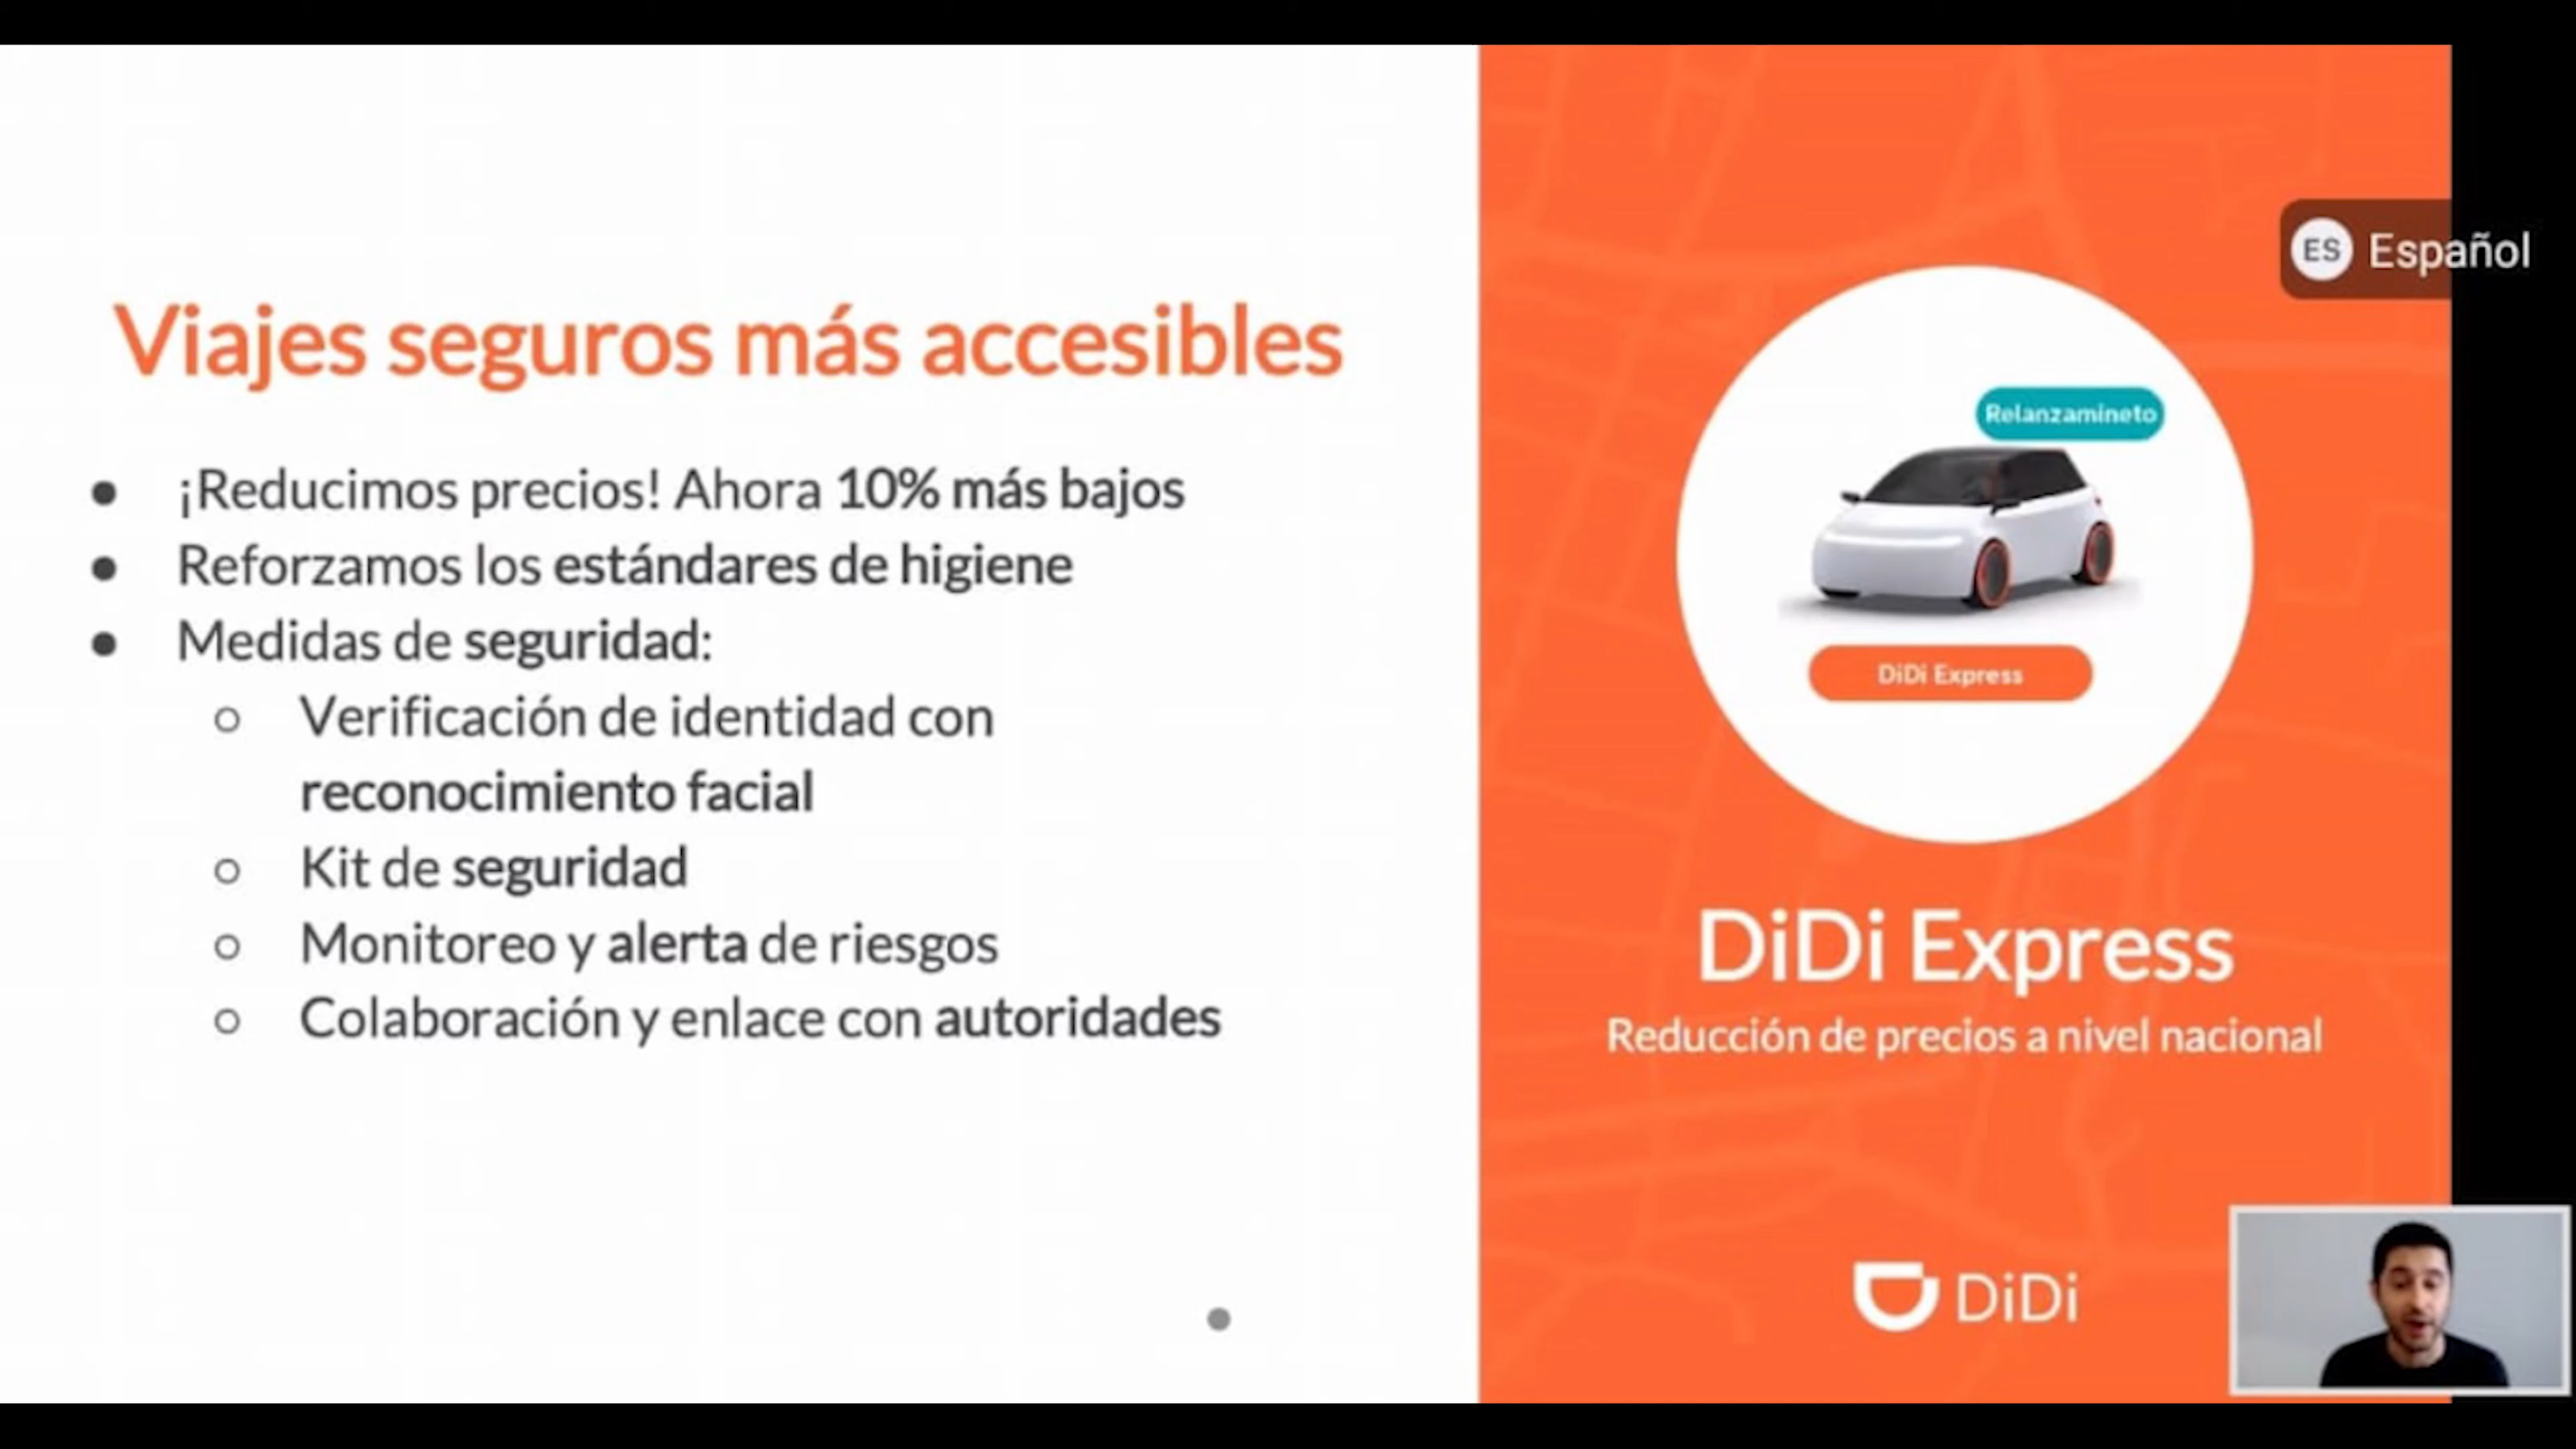 Viajes seguros más accesibles
● ¡Reducimos precios! Ahora 10% más bajos
● Reforzamos los estándares de higiene
● Medidas de seguridad:
○ Verificación de identidad con
reconocimiento facial
○ Kit de seguridad
○ Monitoreo y alerta de riesgos
○ Colaboración y enlace con autoridades
ES Español
Relanzamineto
DiDi Express
DiDi Express
Reducción de precios a nivel nacional
DiDi